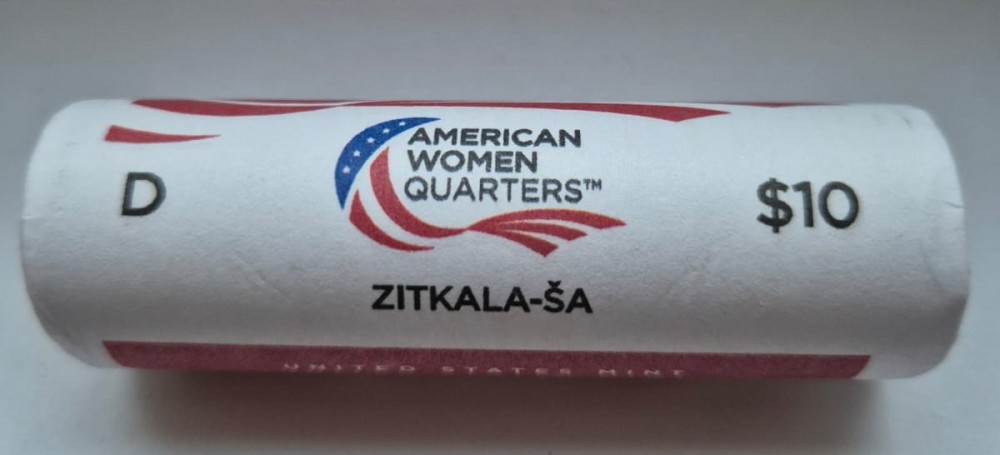 AMERICAN
WOMEN
QUARTERS™
D
$10
ZITKALA-ŠA
UNITED STATES MINT